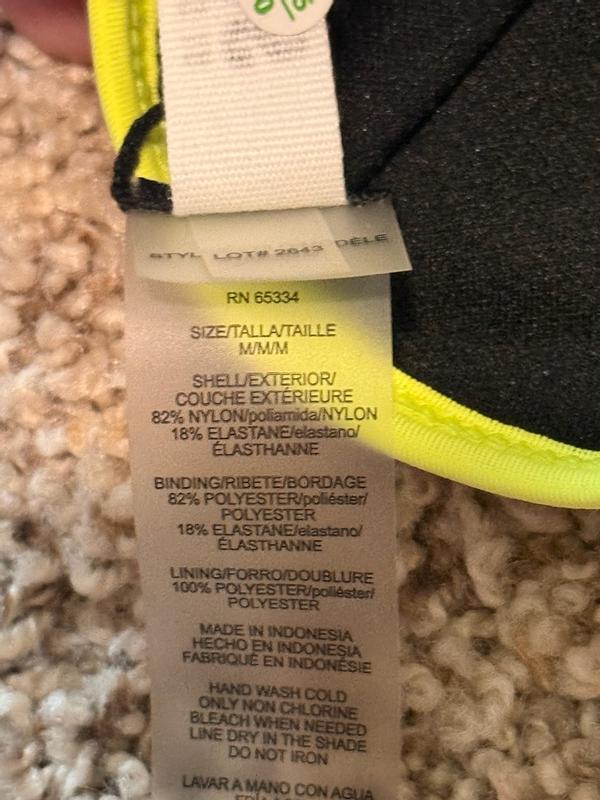 STYL LOT# 2643 DÈLE
RN 65334
SIZE/TALLA/TAILLE
M/M/M
SHELL/EXTERIOR/
COUCHE EXTÉRIEURE
82% NYLON/poliamida/NYLON
18% ELASTANE/elastano/
ÉLASTHANNE
BINDING/RIBETE/BORDAGE
82% POLYESTER/poliéster/
POLYESTER
18% ELASTANE/elastano/
ÉLASTHANNE
LINING/FORRO/DOUBLURE
100% POLYESTER/poliéster/
POLYESTER
MADE IN INDONESIA
HECHO EN INDONESIA
FABRIQUÉ EN INDONÉSIE
HAND WASH COLD
ONLY NON CHLORINE
BLEACH WHEN NEEDED
LINE DRY IN THE SHADE
DO NOT IRON
LAVAR A MANO CON AGUA